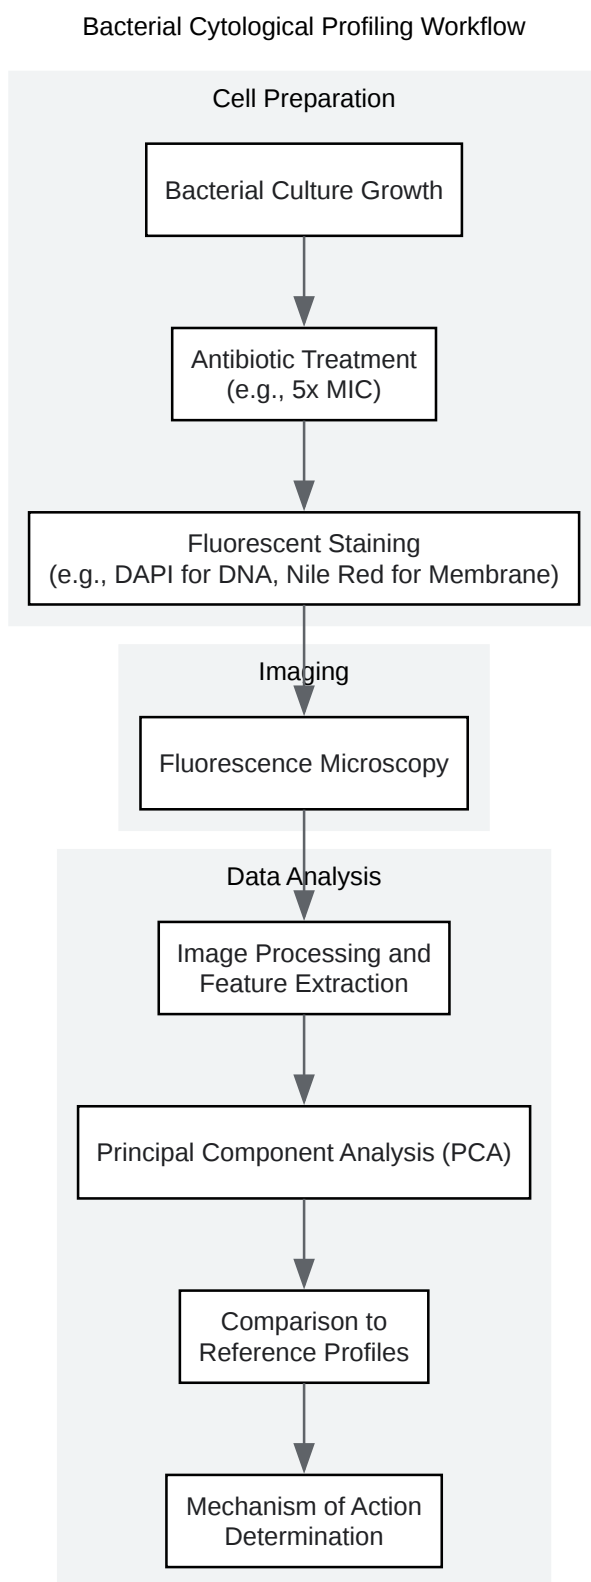 Bacterial Cytological Profiling Workflow
Cell Preparation
Bacterial Culture Growth
Antibiotic Treatment
(e.g., 5x MIC)
Fluorescent Staining
(e.g., DAPI for DNA, Nile Red for Membrane)
Imaging
Fluorescence Microscopy
Data Analysis
Image Processing and
Feature Extraction
Principal Component Analysis (PCA)
Comparison to
Reference Profiles
Mechanism of Action
Determination